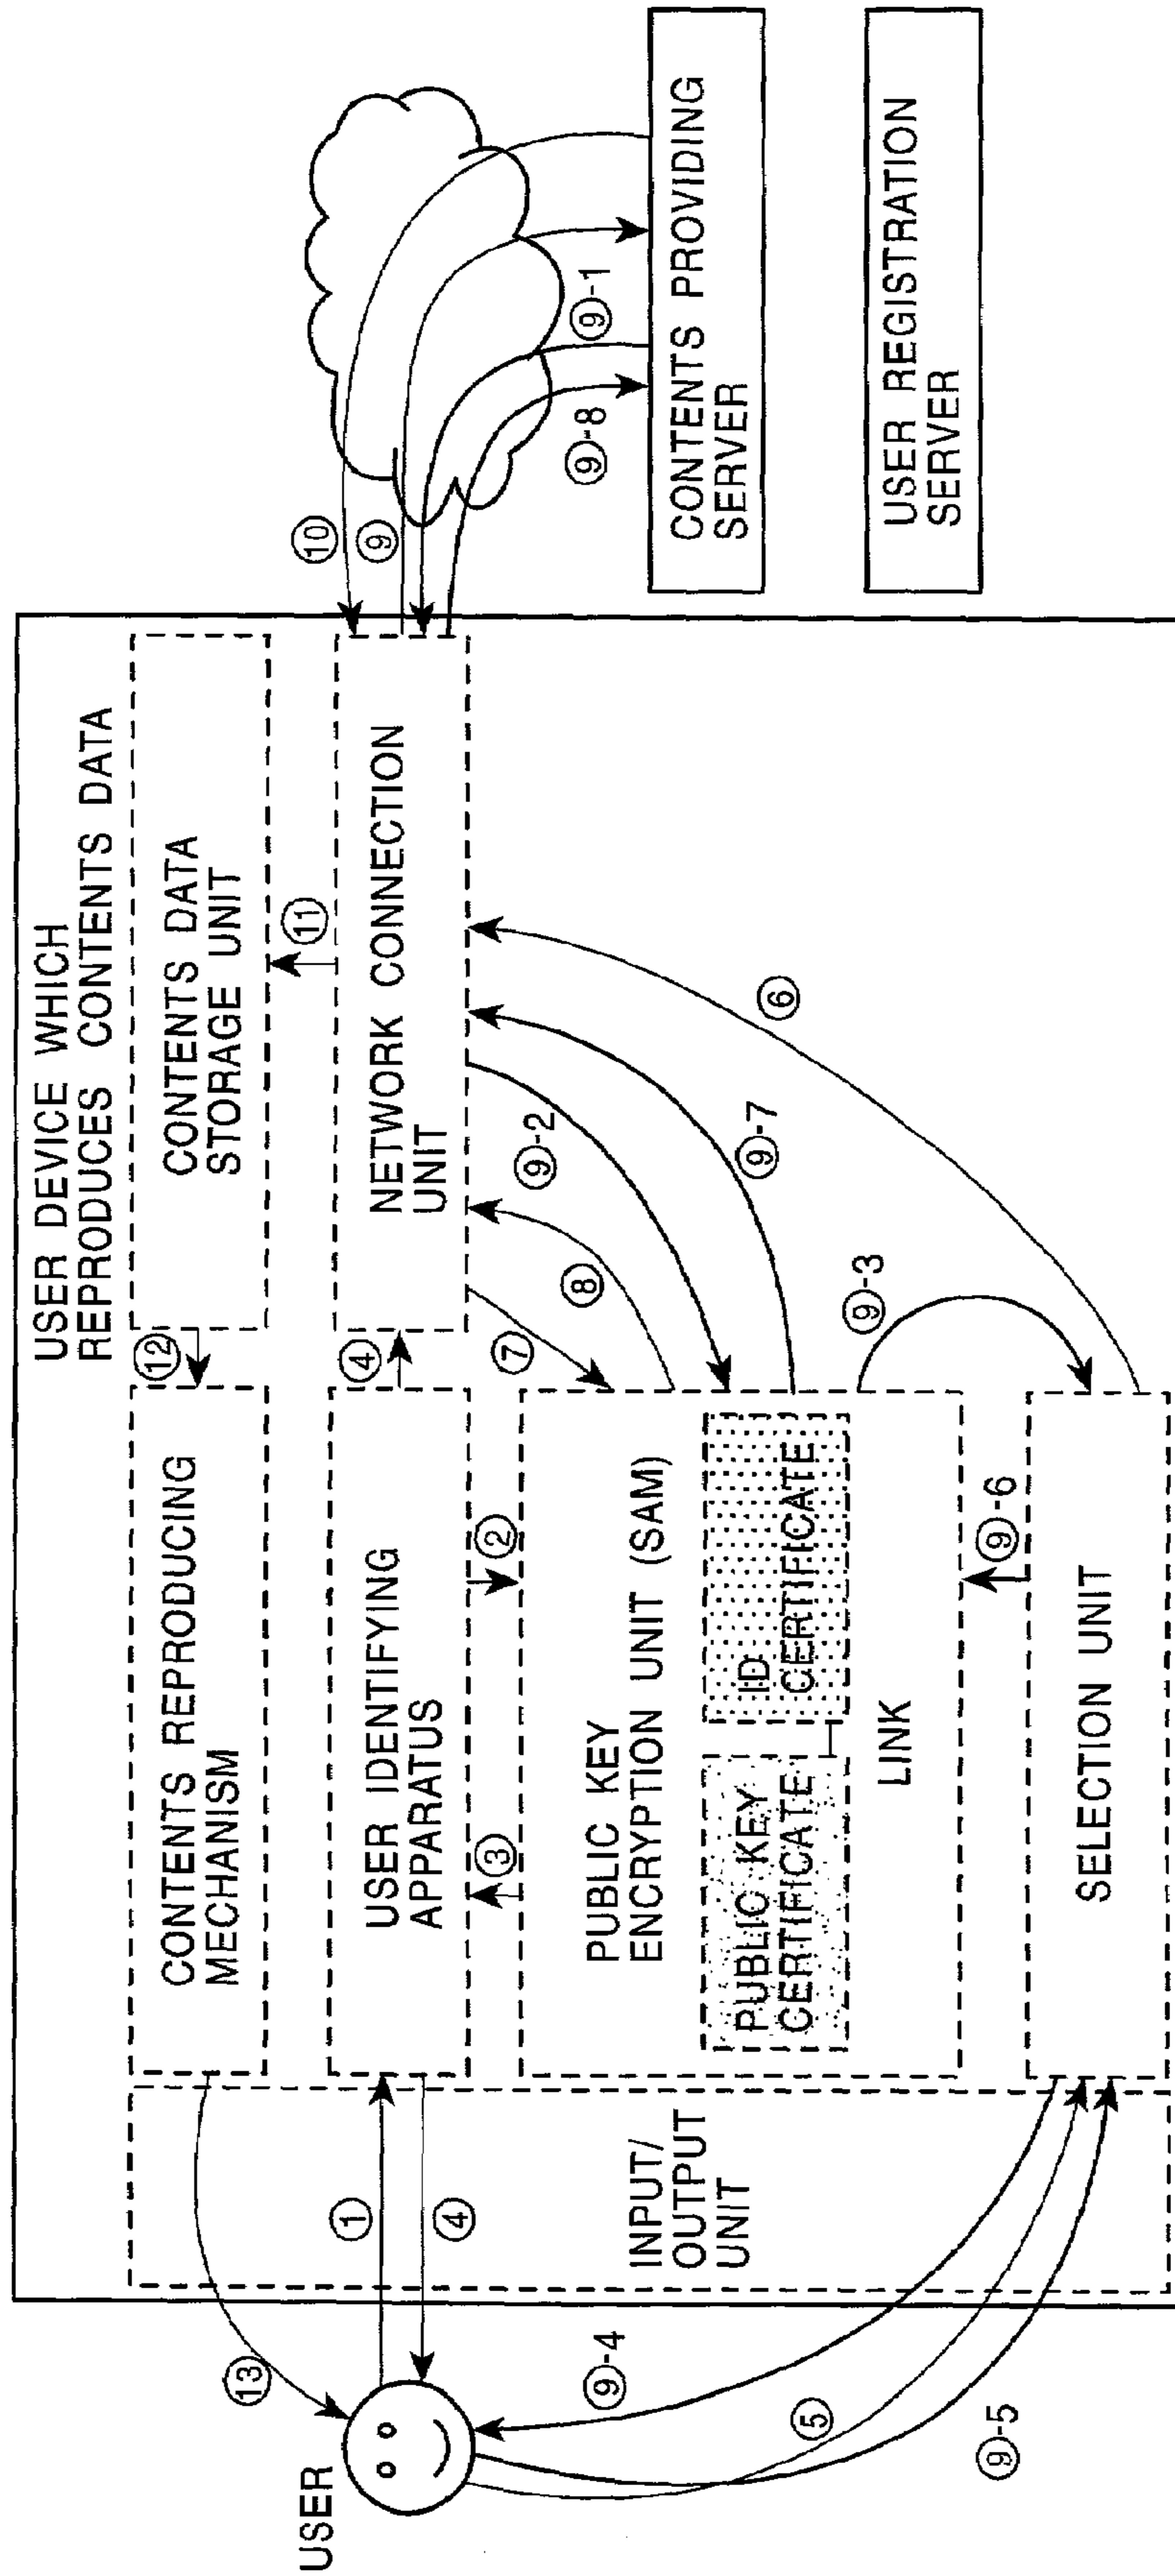 USER DEVICE WHICH
REPRODUCES CONTENTS DATA
CONTENTS REPRODUCING
MECHANISM
⑫
CONTENTS DATA
STORAGE UNIT
⑬
⑪
⑩
⑨
USER
①
④
USER IDENTIFYING
APPARATUS
④
NETWORK CONNECTION
UNIT
③
②
⑦
⑧
⑨-2
⑨-1
⑨-8
INPUT/
OUTPUT
UNIT
PUBLIC KEY
ENCRYPTION UNIT (SAM)
PUBLIC KEY
CERTIFICATE
ID
CERTIFICATE
LINK
⑨-7
⑥
⑨-3
CONTENTS PROVIDING
SERVER
⑨-4
⑤
⑨-5
⑨-6
SELECTION UNIT
USER REGISTRATION
SERVER